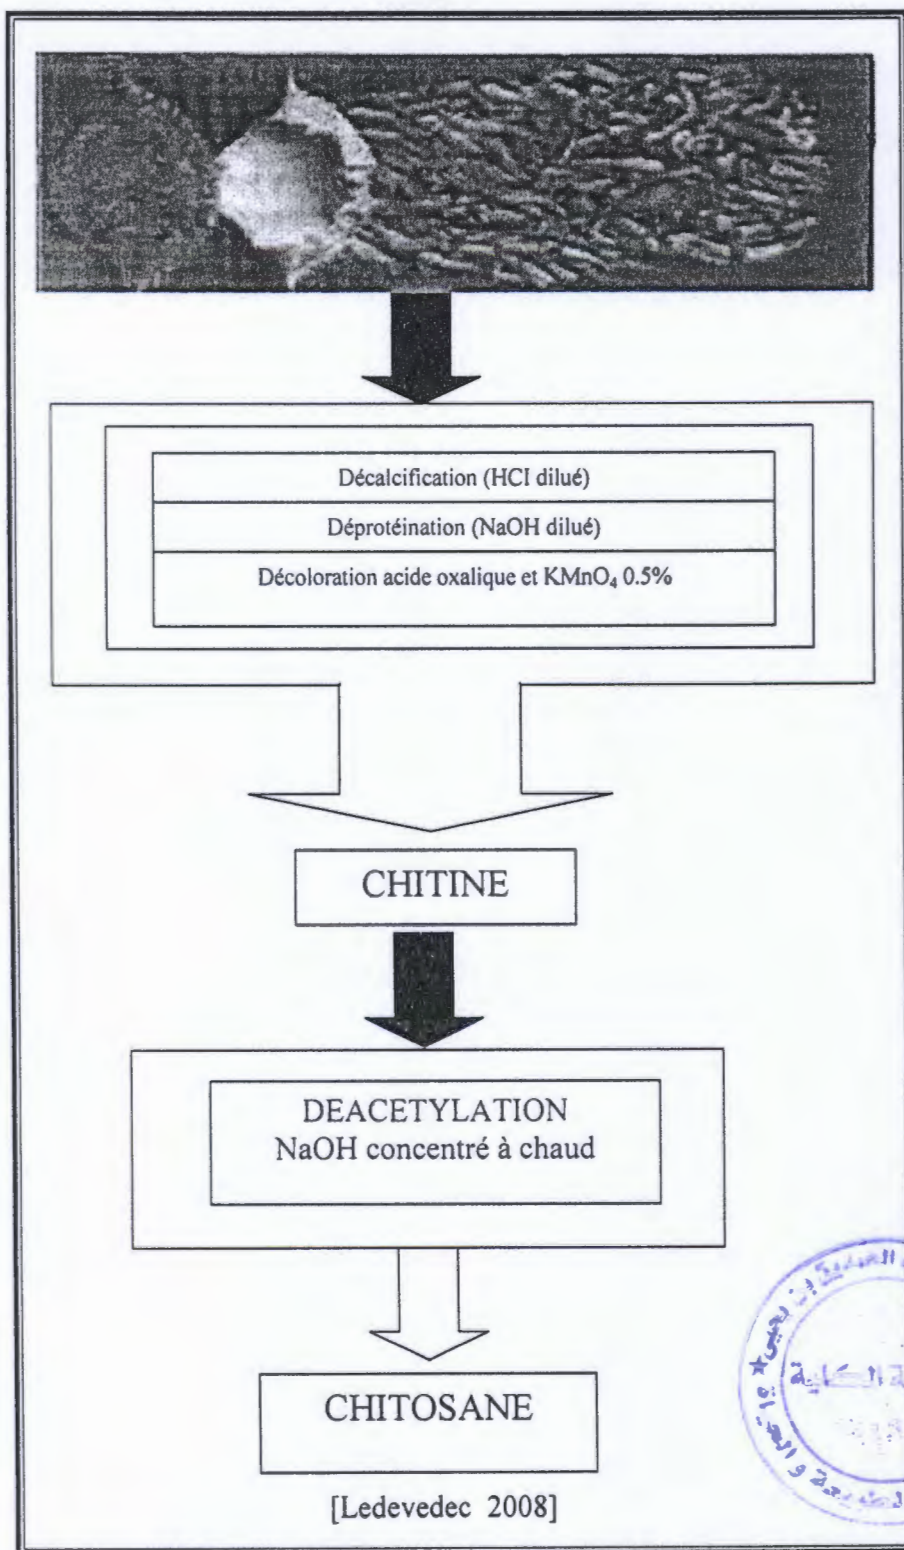 Décalcification (HCI dilué)
Déprotéination (NaOH dilué)
Décoloration acide oxalique et KMnO₄ 0.5%
CHITINE
DEACETYLATION
NaOH concentré à chaud
CHITOSANE
[Ledevedec 2008]